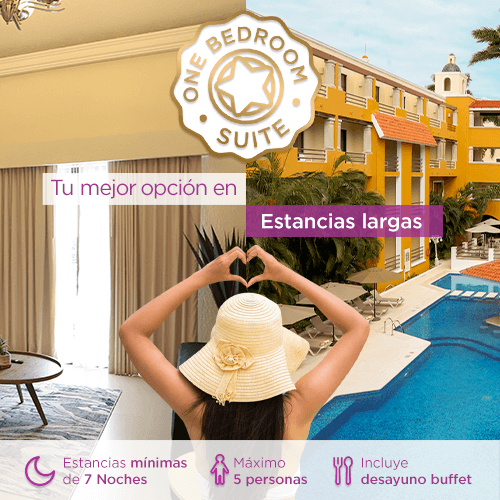 ONE BEDROOM
SUITE
Tu mejor opción en
Estancias largas
Estancias mínimas
de 7 Noches
Máximo
5 personas
Incluye
desayuno buffet